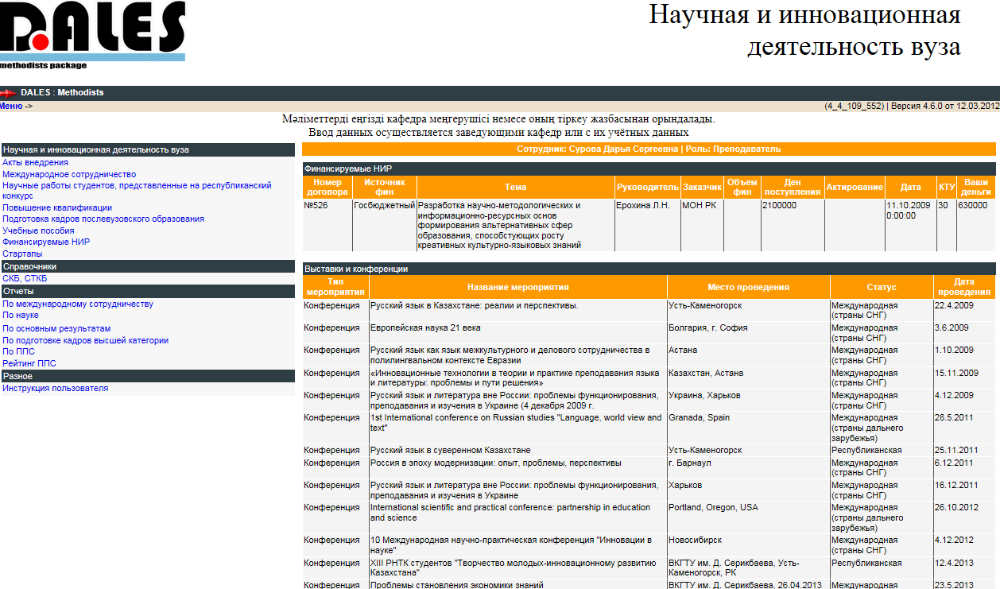 DALES
methodists package
Научная и инновационная
деятельность вуза
DALES : Methodists
Меню ->
(4_4_109_552) | Версия 4.6.0 от 12.03.2012
Мәліметтерді еңгізді кафедра меңгерушісі немесе оның тіркеу жазбасынан орындалады.
Ввод данных осуществляется заведующими кафедр или с их учётных данных
Научная и инновационная деятельность вуза
Акты внедрения
Международное сотрудничество
Научные работы студентов, представленные на республиканский
конкурс
Повышение квалификации
Подготовка кадров послевузовского образования
Учебные пособия
Финансируемые НИР
Стартапы
Справочники
СКБ, СТКБ
Отчеты
По международному сотрудничеству
По науке
По основным результатам
По подготовке кадров высшей категории
По ППС
Рейтинг ППС
Разное
Инструкция пользователя
Сотрудник: Сурова Дарья Сергеевна | Роль: Преподаватель
Финансируемые НИР
Номер договора Источник фин Тема Руководитель Заказчик Объем фин Ден поступления Актирование Дата КТУ Ваши деньги
№526 Госбюджетный Разработка научно-методологических и Ерохина Л.Н. МОН РК 2100000 11.10.2009 30 630000
информационно-ресурсных основ 0:00:00
формирования альтернативных сфер
образования, способстующих росту
креативных культурно-языковых знаний
Выставки и конференции
Тип мероприятия Название мероприятия Место проведения Статус Дата проведения
Конференция Русский язык в Казахстане: реалии и перспективы. Усть-Каменогорск Международная 22.4.2009
(страны СНГ)
Конференция Европейская наука 21 века Болгария, г. София Международная 3.6.2009
(страны СНГ)
Конференция Русский язык как язык межкультурного и делового сотрудничества в Астана Международная 1.10.2009
полилингвальном контексте Евразии (страны СНГ)
Конференция «Инновационные технологии в теории и практике преподавания языка Казахстан, Астана Международная 15.11.2009
и литературы: проблемы и пути решения» (страны СНГ)
Конференция Русский язык и литература вне России: проблемы функционирования, Украина, Харьков Международная 4.12.2009
преподавания и изучения в Украине (4 декабря 2009 г. (страны СНГ)
Конференция 1st International conference on Russian studies "Language, world view and Granada, Spain Международная 28.5.2011
text" (страны дальнего
зарубежья)
Конференция Русский язык в суверенном Казахстане Усть-Каменогорск Республиканская 25.11.2011
Конференция Россия в эпоху модернизации: опыт, проблемы, перспективы г. Барнаул Международная 6.12.2011
(страны СНГ)
Конференция Русский язык и литература вне России: проблемы функционирования, Харьков Международная 16.12.2011
преподавания и изучения в Украине (страны СНГ)
Конференция International scientific and practical conference: partnership in education Portland, Oregon, USA Международная 26.10.2012
and science (страны дальнего
зарубежья)
Конференция 10 Международная научно-практическая конференция "Инновации в Новосибирск Международная 4.12.2012
науке" (страны СНГ)
Конференция XIII РНТК студентов "Творчество молодых-инновационному развитию ВКГТУ им. Д. Серикбаева, Усть- Республиканская 12.4.2013
Казахстана" Каменогорск, РК
Конференция Проблемы становления экономики знаний ВКГТУ им. Д. Серикбаева, 26.04.2013 Международная 23.5.2013